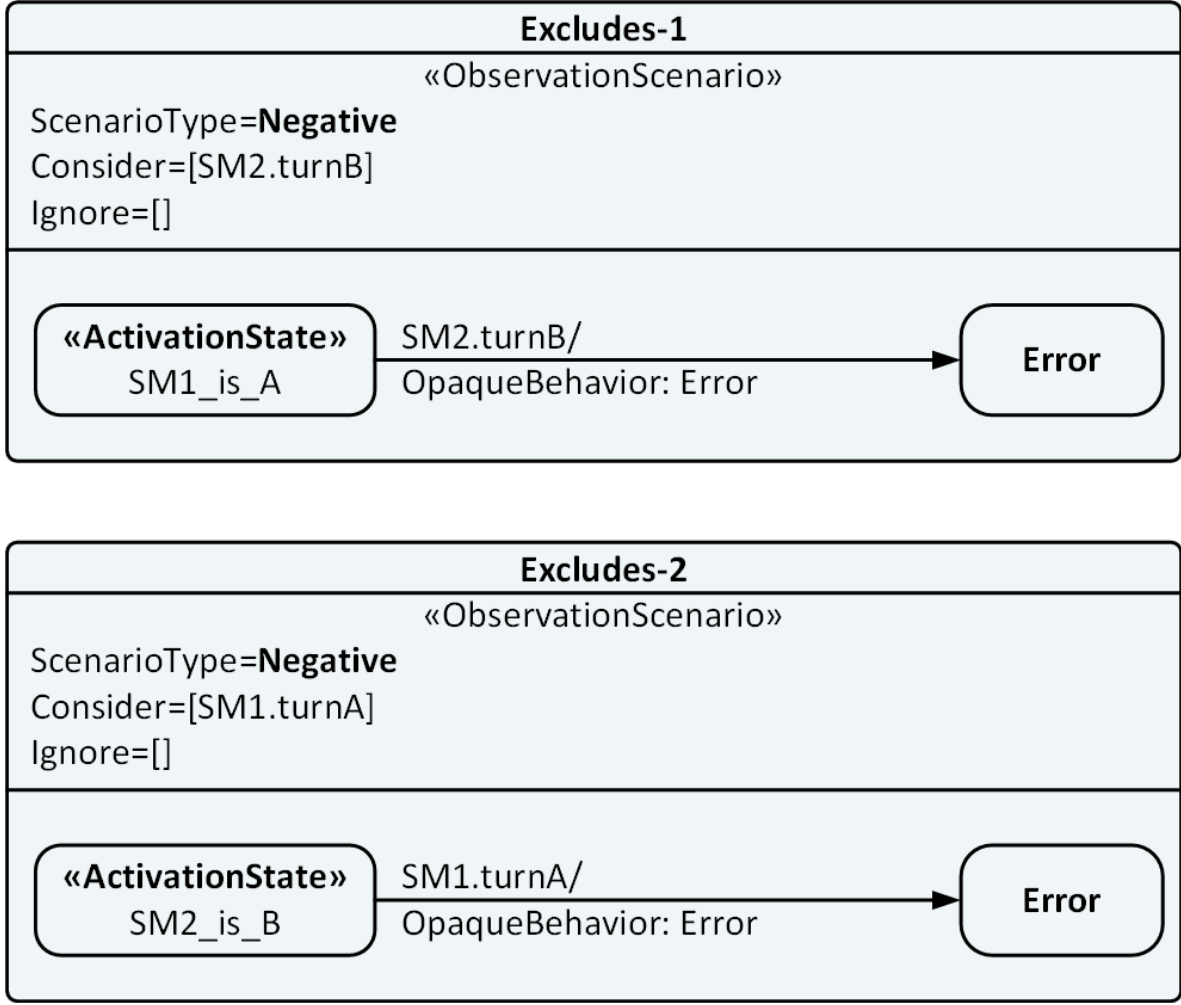 Excludes-1
«ObservationScenario»
ScenarioType=Negative
Consider=[SM2.turnB]
Ignore=[]
«ActivationState»
SM1_is_A
SM2.turnB/
OpaqueBehavior: Error
Error
Excludes-2
«ObservationScenario»
ScenarioType=Negative
Consider=[SM1.turnA]
Ignore=[]
«ActivationState»
SM2_is_B
SM1.turnA/
OpaqueBehavior: Error
Error